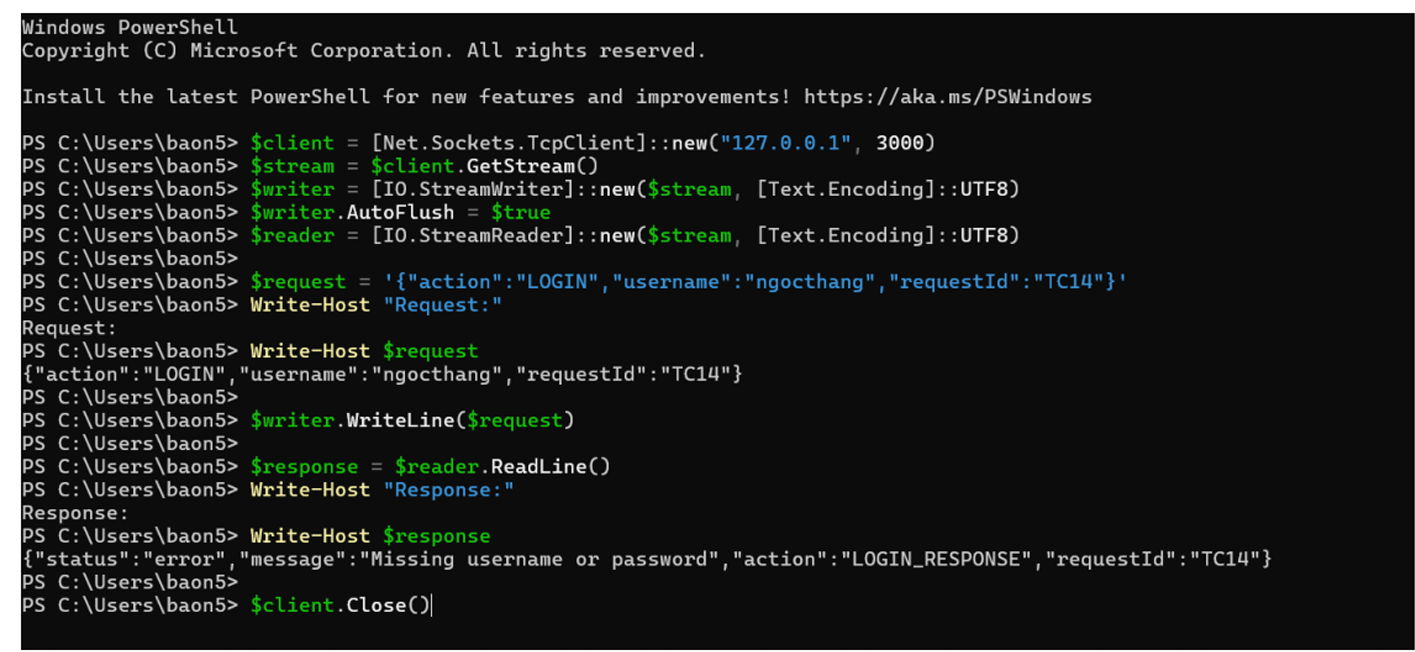 Windows PowerShell
Copyright (C) Microsoft Corporation. All rights reserved.
Install the latest PowerShell for new features and improvements! https://aka.ms/PSWindows
PS C:\Users\baon5> $client = [Net.Sockets.TcpClient]::new("127.0.0.1", 3000)
PS C:\Users\baon5> $stream = $client.GetStream()
PS C:\Users\baon5> $writer = [IO.StreamWriter]::new($stream, [Text.Encoding]::UTF8)
PS C:\Users\baon5> $writer.AutoFlush = $true
PS C:\Users\baon5> $reader = [IO.StreamReader]::new($stream, [Text.Encoding]::UTF8)
PS C:\Users\baon5>
PS C:\Users\baon5> $request = '{"action":"LOGIN","username":"ngocthang","requestId":"TC14"}'
PS C:\Users\baon5> Write-Host "Request:"
Request:
PS C:\Users\baon5> Write-Host $request
{"action":"LOGIN","username":"ngocthang","requestId":"TC14"}
PS C:\Users\baon5>
PS C:\Users\baon5> $writer.WriteLine($request)
PS C:\Users\baon5>
PS C:\Users\baon5> $response = $reader.ReadLine()
PS C:\Users\baon5> Write-Host "Response:"
Response:
PS C:\Users\baon5> Write-Host $response
{"status":"error","message":"Missing username or password","action":"LOGIN_RESPONSE","requestId":"TC14"}
PS C:\Users\baon5>
PS C:\Users\baon5> $client.Close()